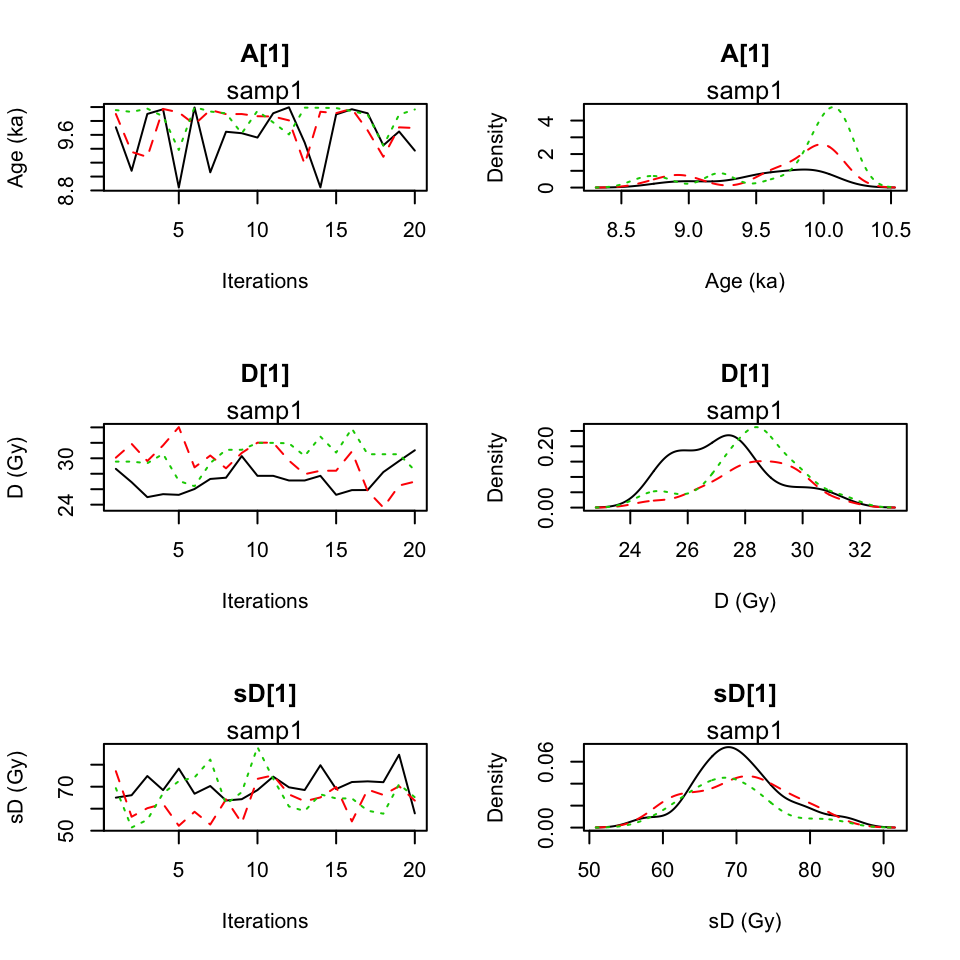 A[1]
samp1
Age (ka)
8.8 9.6
5 10 15 20
Iterations
A[1]
samp1
Density
0 2 4
8.5 9.0 9.5 10.0 10.5
Age (ka)
D[1]
samp1
D (Gy)
24 30
5 10 15 20
Iterations
D[1]
samp1
Density
0.00 0.20
24 26 28 30 32
D (Gy)
sD[1]
samp1
sD (Gy)
50 70
5 10 15 20
Iterations
sD[1]
samp1
Density
0.00 0.06
50 60 70 80 90
sD (Gy)